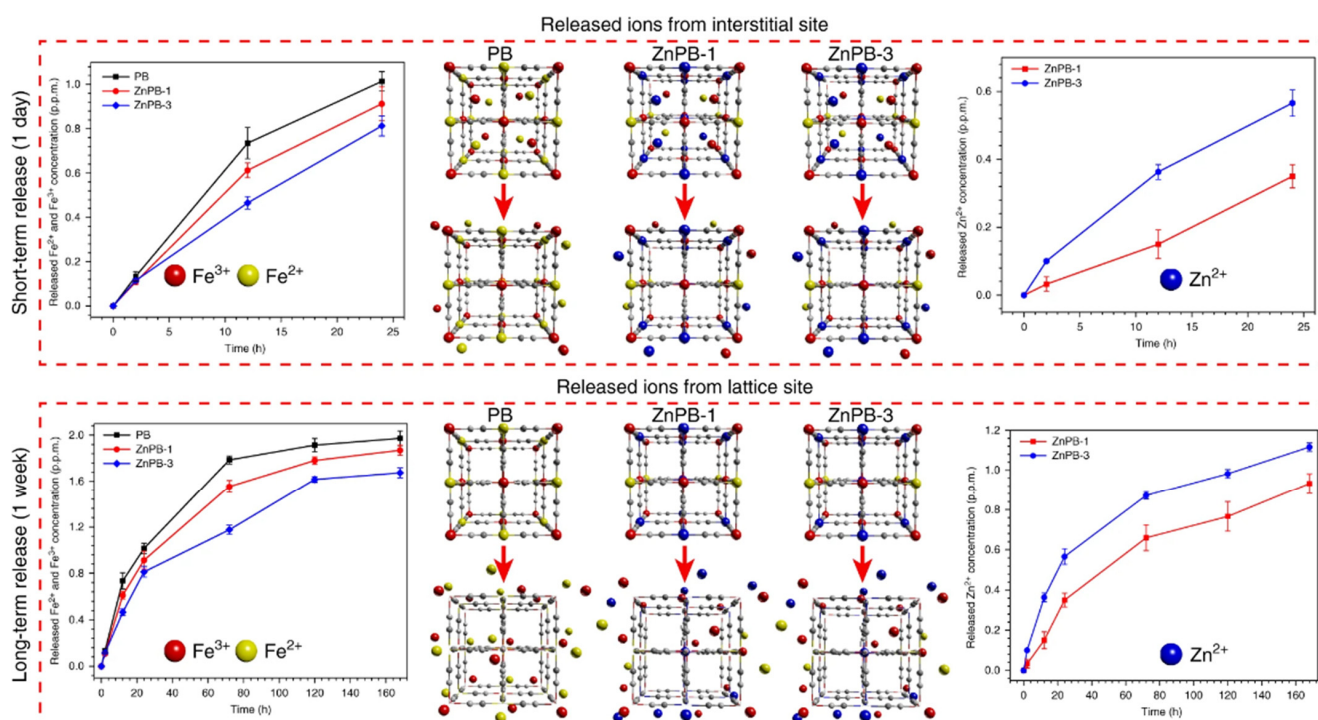 Released ions from interstitial site
Short-term release (1 day)
Released Fe2+ and Fe3+ concentration (p.p.m.)
1.0
0.8
0.6
0.4
0.2
0.0
PB
ZnPB-1
ZnPB-3
Fe3+ Fe2+
0 5 10 15 20 25
Time (h)
PB ZnPB-1 ZnPB-3
Released Zn2+ concentration (p.p.m.)
0.6
0.4
0.2
0.0
ZnPB-1
ZnPB-3
Zn2+
0 5 10 15 20 25
Time (h)
Released ions from lattice site
Long-term release (1 week)
Released Fe2+ and Fe3+ concentration (p.p.m.)
2.0
1.6
1.2
0.8
0.4
0.0
PB
ZnPB-1
ZnPB-3
Fe3+ Fe2+
0 20 40 60 80 100 120 140 160
Time (h)
PB ZnPB-1 ZnPB-3
Released Zn2+ concentration (p.p.m.)
1.2
1.0
0.8
0.6
0.4
0.2
0.0
ZnPB-1
ZnPB-3
Zn2+
0 20 40 60 80 100 120 140 160
Time (h)